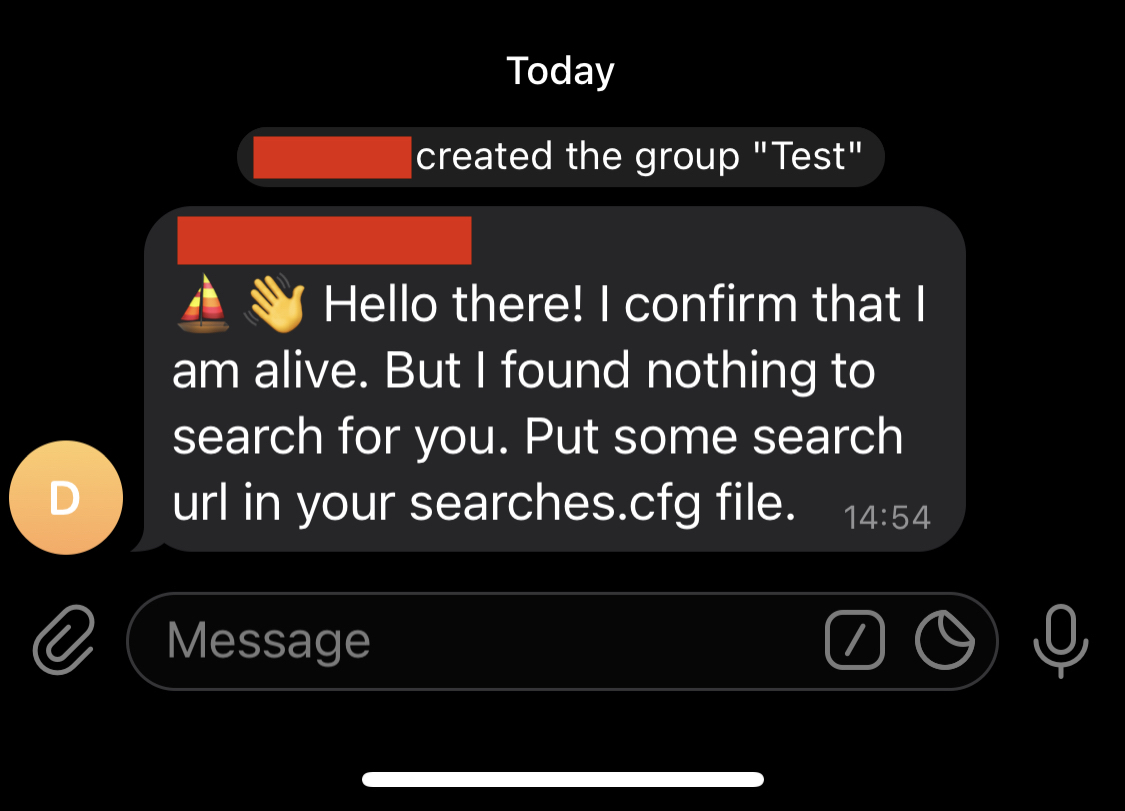 Today
created the group "Test"
⛵👋 Hello there! I confirm that I
am alive. But I found nothing to
search for you. Put some search
url in your searches.cfg file.
14:54
D
Message